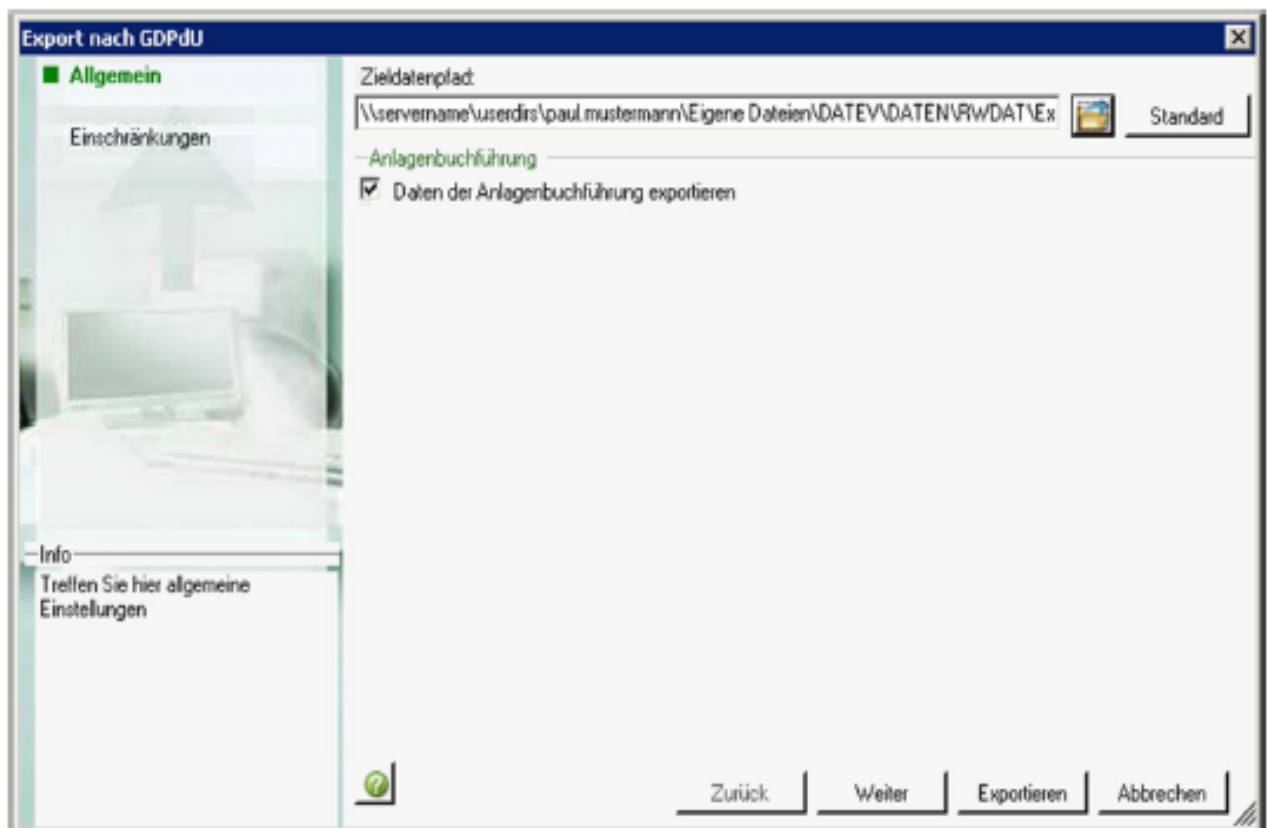 Export nach GDPdU
Allgemein
Einschränkungen
Info
Treffen Sie hier allgemeine
Einstellungen
Zieldatenpfad:
\\servername\userdirs\paul.mustermann\Eigene Dateien\DATEV\DATEN\RWDAT\Ex
Standard
Anlagenbuchführung
Daten der Anlagenbuchführung exportieren
Zurück
Weiter
Exportieren
Abbrechen